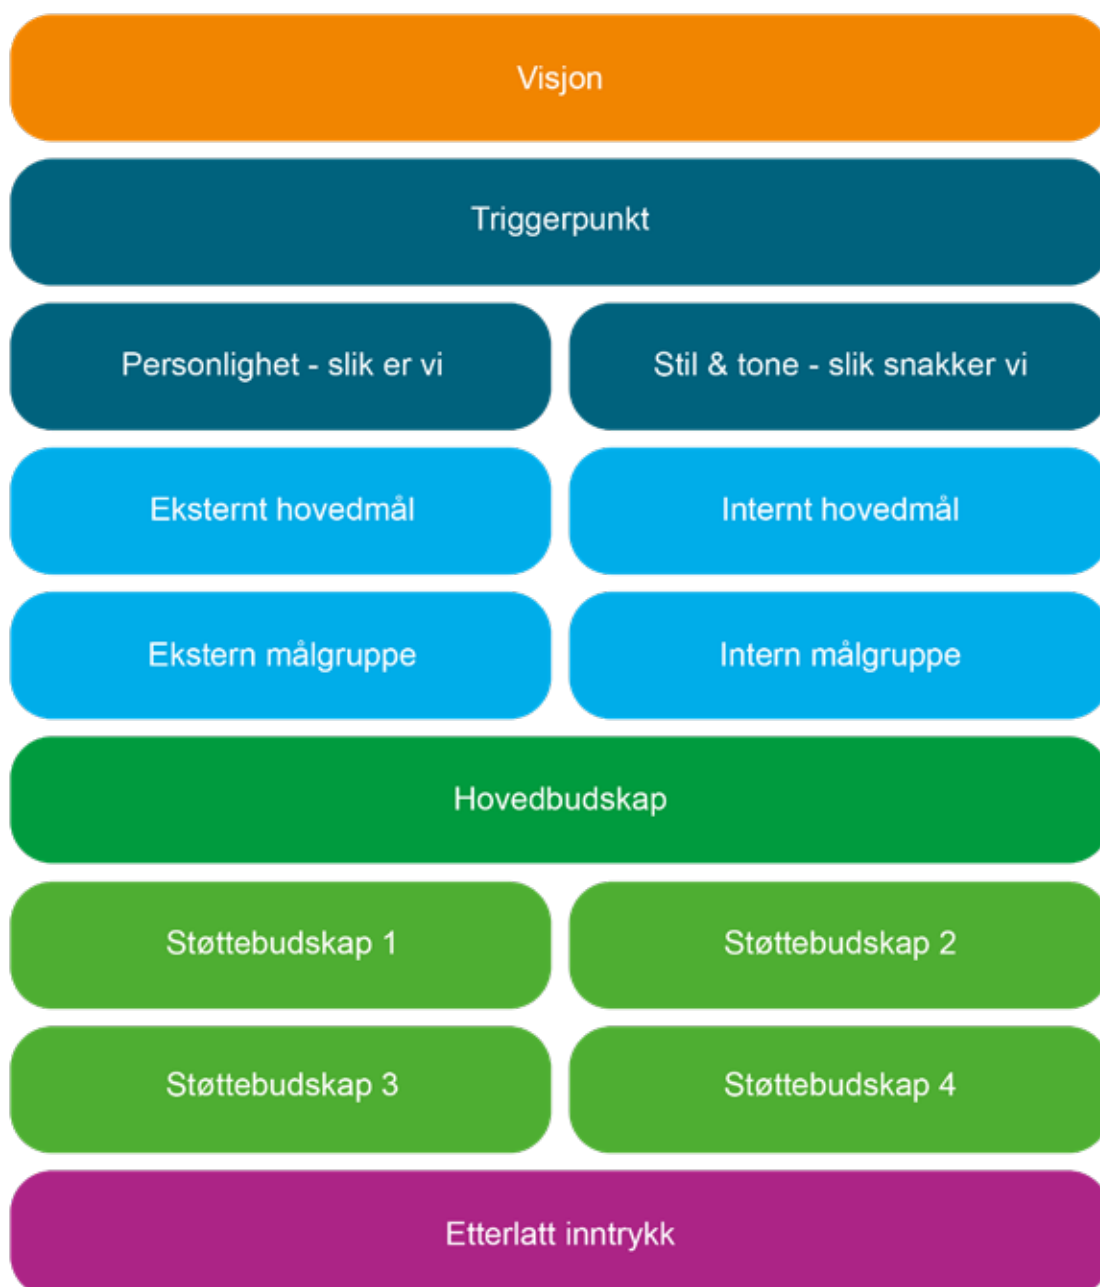 Visjon
Triggerpunkt
Personlighet - slik er vi
Stil & tone - slik snakker vi
Eksternt hovedmål
Internt hovedmål
Ekstern målgruppe
Intern målgruppe
Hovedbudskap
Støttebudskap 1
Støttebudskap 2
Støttebudskap 3
Støttebudskap 4
Etterlatt inntrykk